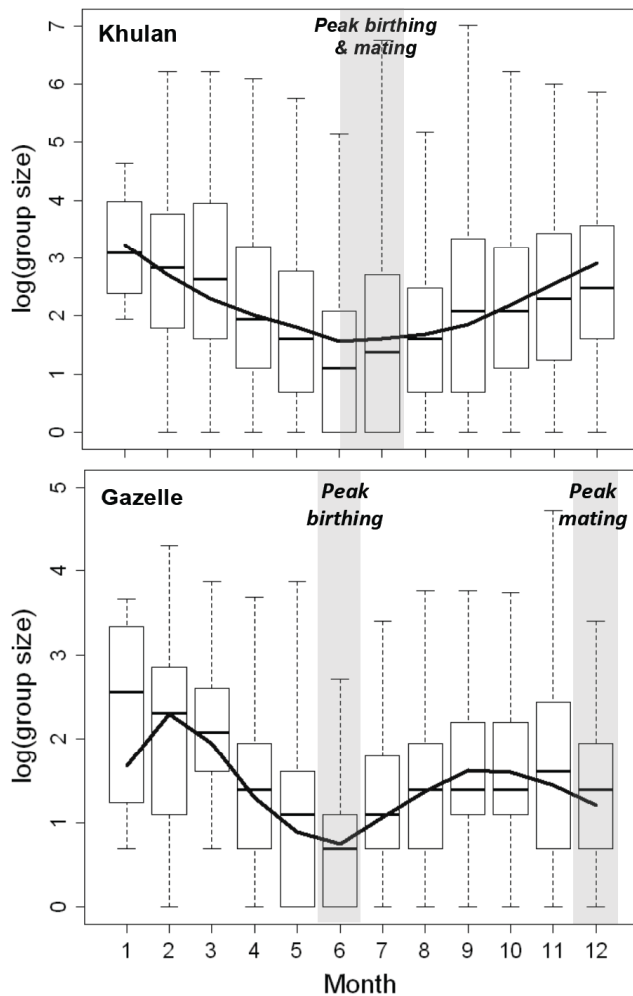 Khulan
Peak birthing
& mating
log(group size)
7
6
5
4
3
2
1
0
Gazelle
Peak
birthing
Peak
mating
log(group size)
5
4
3
2
1
0
1 2 3 4 5 6 7 8 9 10 11 12
Month